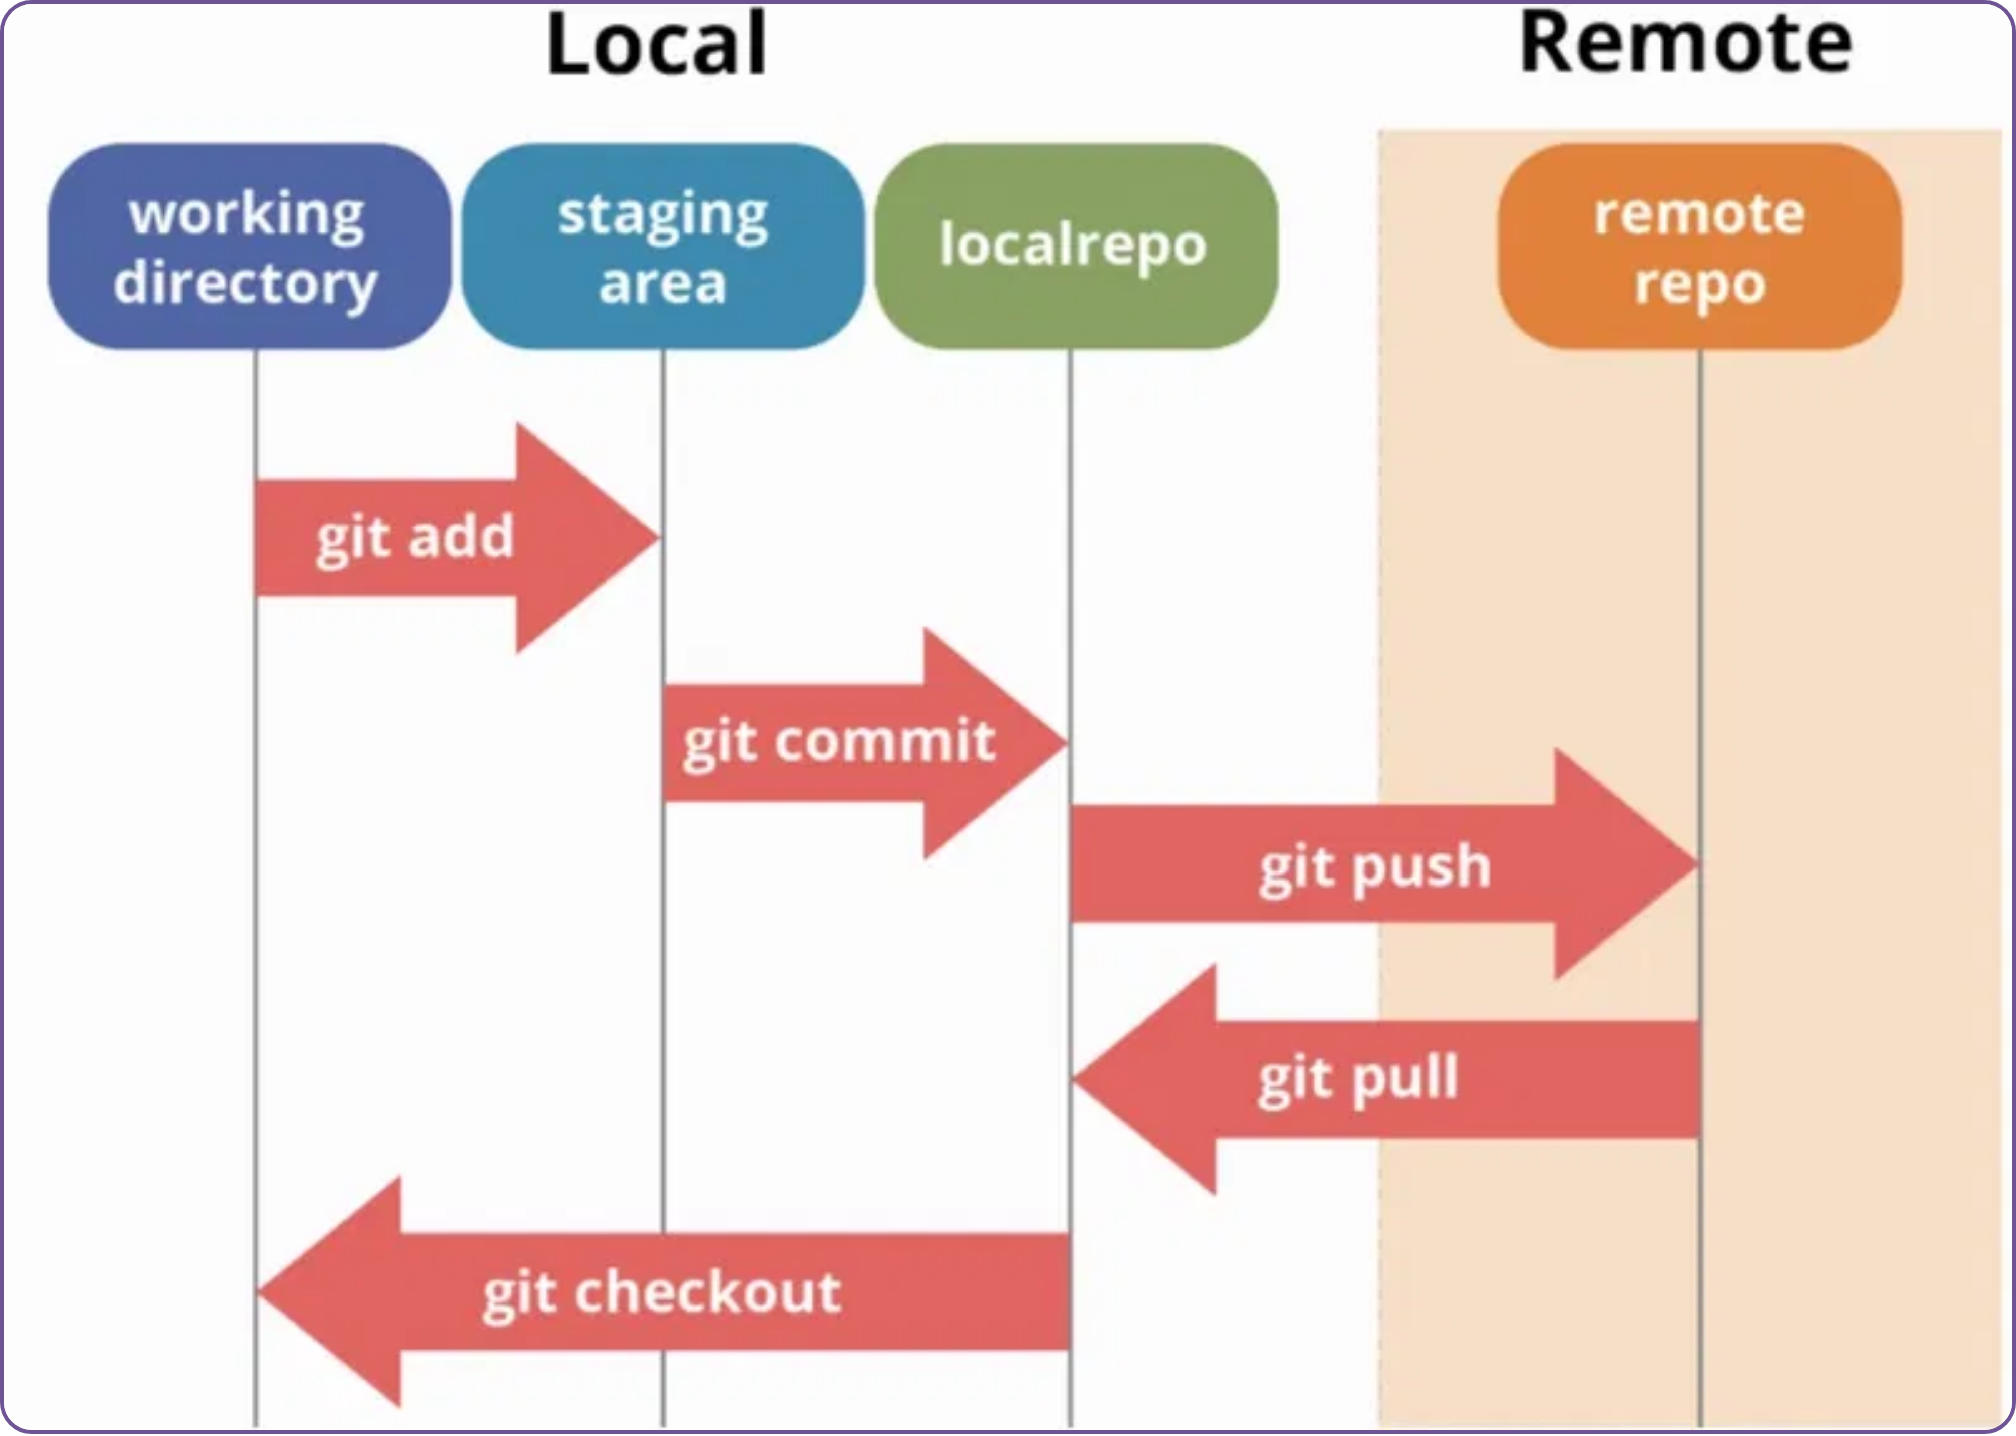 Local
Remote
working
directory
staging
area
localrepo
remote
repo
git add
git commit
git push
git pull
git checkout